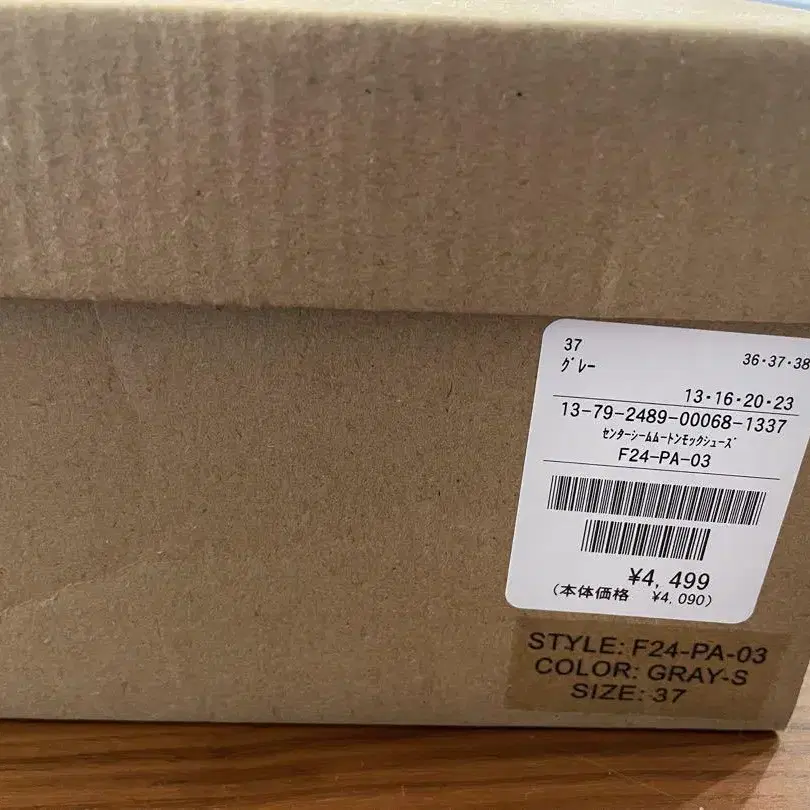 37
36・37・38
ｸﾞﾚｰ
13・16・20・23
13-79-2489-00068-1337
ｾﾝﾀｰｼｰﾑﾑｰﾄﾝﾓｯｸｼｭｰｽﾞ
F24-PA-03
¥4,499
(本体価格 ¥4,090)
STYLE: F24-PA-03
COLOR: GRAY-S
SIZE: 37